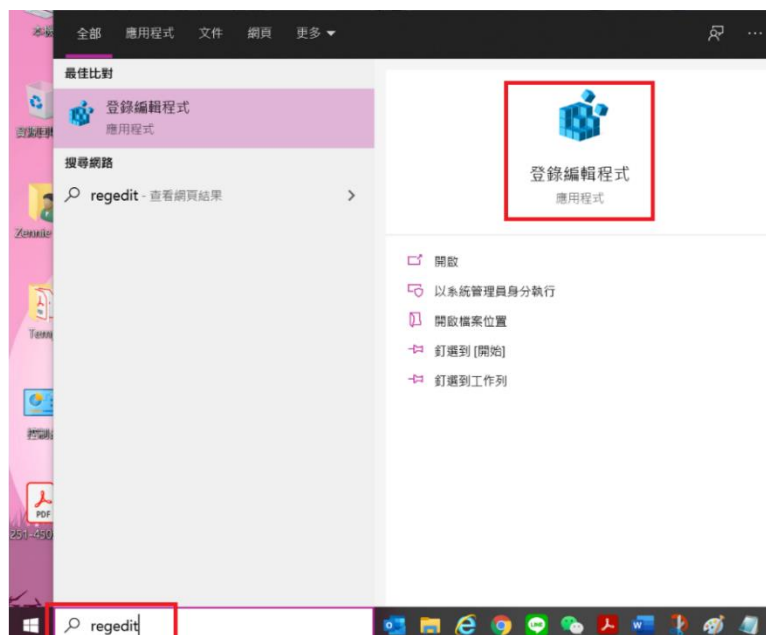 全部 應用程式 文件 網頁 更多
最佳比對
登錄編輯程式
應用程式
搜尋網路
regedit - 查看網頁結果
登錄編輯程式
應用程式
開啟
以系統管理員身分執行
開啟檔案位置
釘選到 [開始]
釘選到工作列
Zennie
PDF
regedit